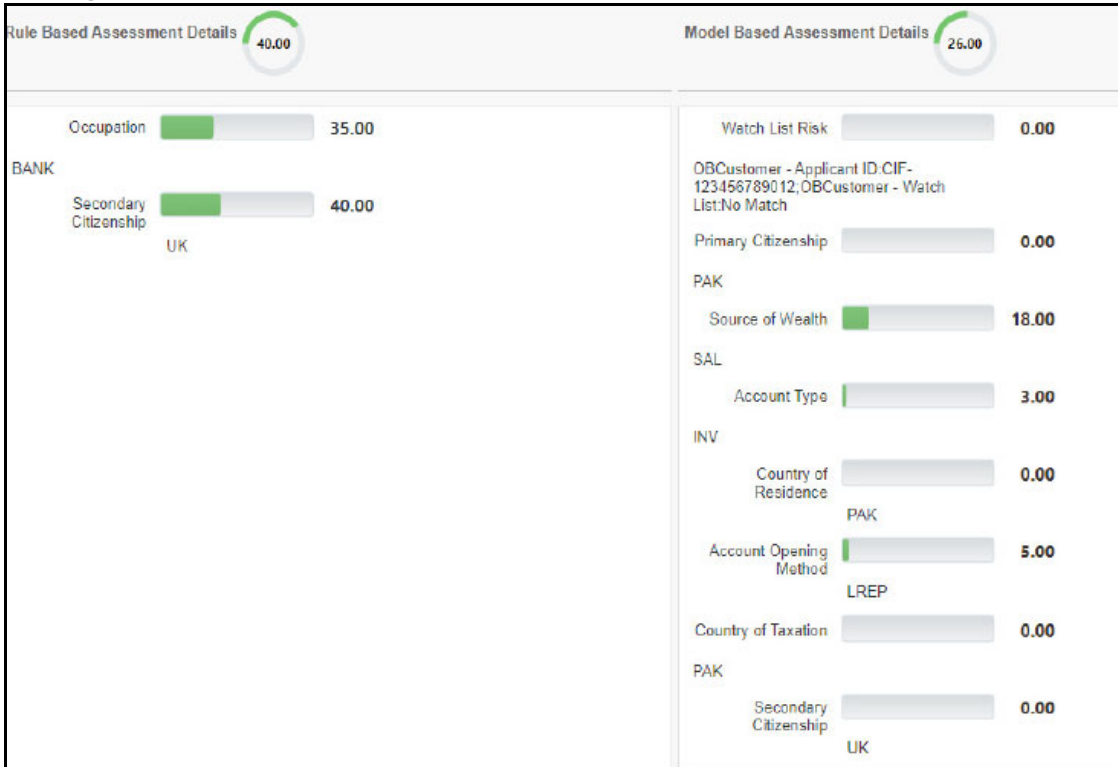 Rule Based Assessment Details
40.00
Occupation 35.00
BANK
Secondary 40.00
Citizenship
UK
Model Based Assessment Details
26.00
Watch List Risk 0.00
OBCustomer - Applicant ID:CIF-
123456789012;OBCustomer - Watch
List:No Match
Primary Citizenship 0.00
PAK
Source of Wealth 18.00
SAL
Account Type 3.00
INV
Country of 0.00
Residence
PAK
Account Opening 5.00
Method
LREP
Country of Taxation 0.00
PAK
Secondary 0.00
Citizenship
UK